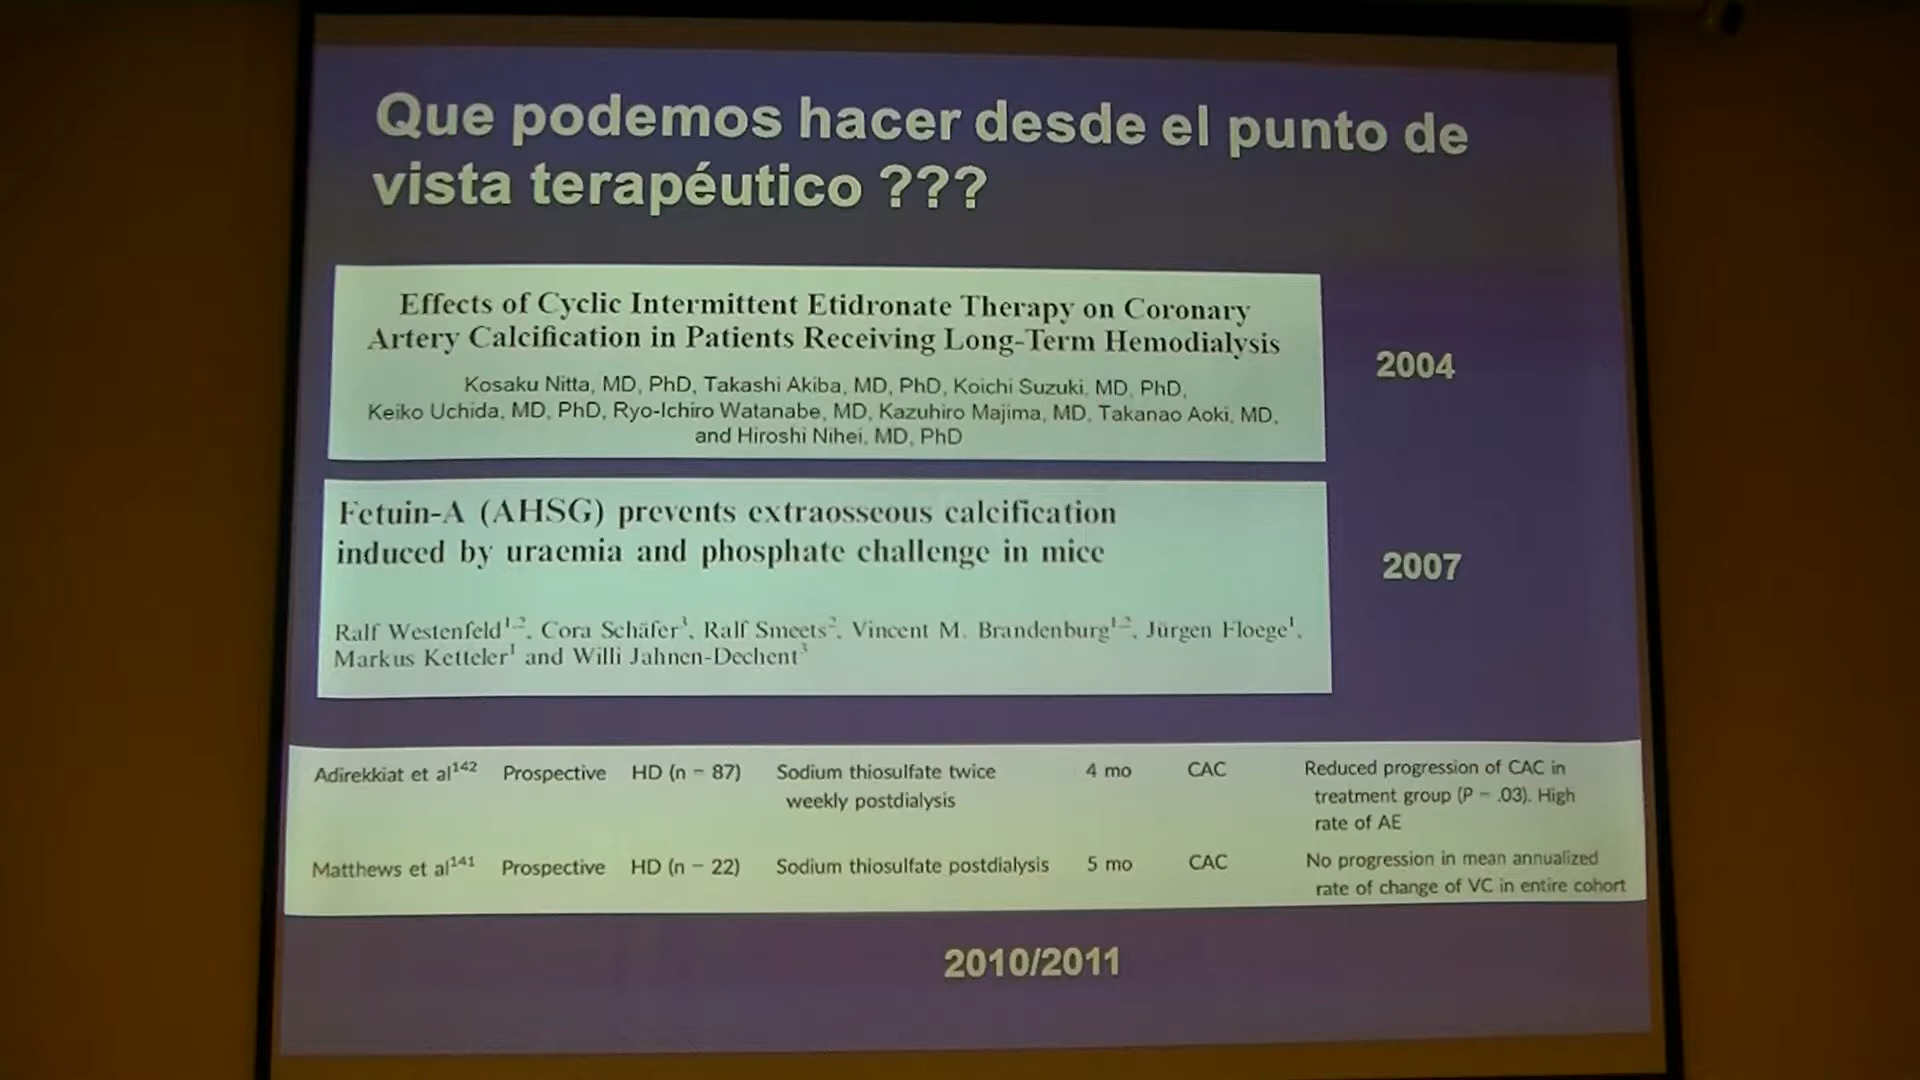 Que podemos hacer desde el punto de
vista terapéutico ???
Effects of Cyclic Intermittent Etidronate Therapy on Coronary
Artery Calcification in Patients Receiving Long-Term Hemodialysis
Kosaku Nitta, MD, PhD, Takashi Akiba, MD, PhD, Koichi Suzuki, MD, PhD,
Keiko Uchida, MD, PhD, Ryo-Ichiro Watanabe, MD, Kazuhiro Majima, MD, Takanao Aoki, MD,
and Hiroshi Nihei, MD, PhD
2004
Fetuin-A (AHSG) prevents extraosseous calcification
induced by uraemia and phosphate challenge in mice
2007
Ralf Westenfeld1,2, Cora Schäfer3, Ralf Smeets2, Vincent M. Brandenburg1,2, Jürgen Floege1,
Markus Ketteler1 and Willi Jahnen-Dechent3
Adirekkiat et al142 Prospective HD (n = 87) Sodium thiosulfate twice 4 mo CAC Reduced progression of CAC in
weekly postdialysis treatment group (P = .03). High
rate of AE
Matthews et al141 Prospective HD (n = 22) Sodium thiosulfate postdialysis 5 mo CAC No progression in mean annualized
rate of change of VC in entire cohort
2010/2011